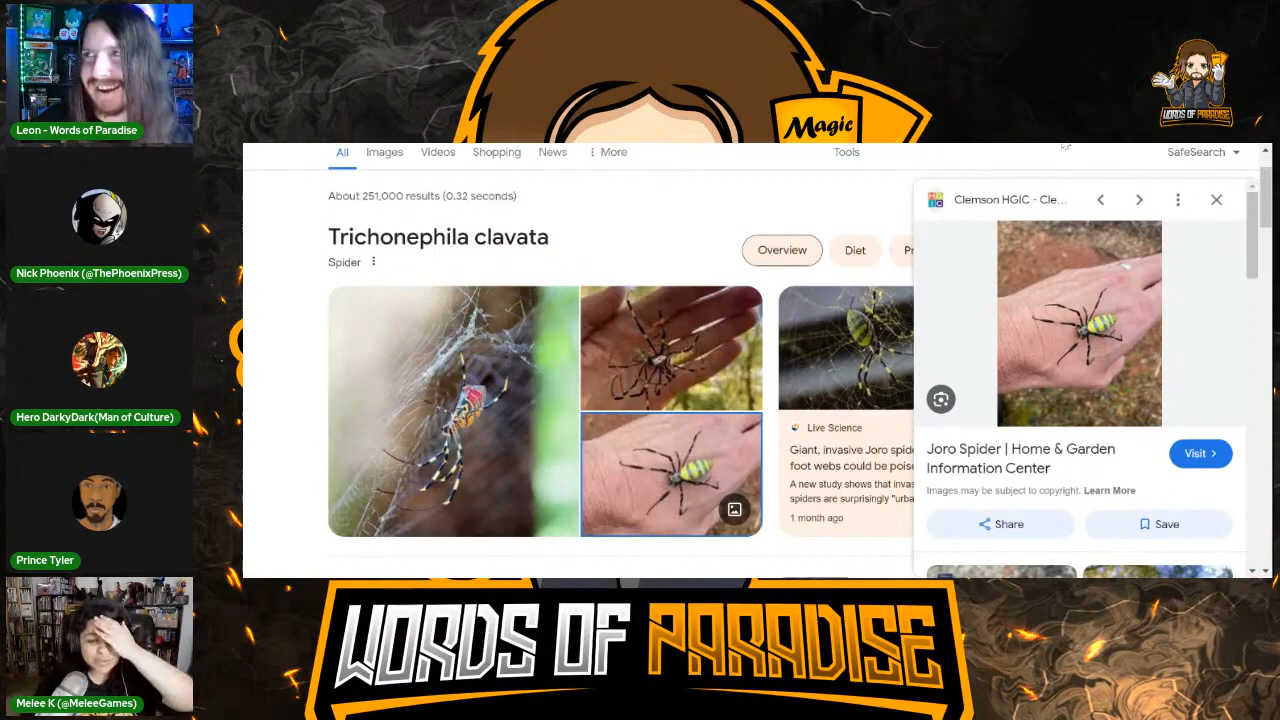 Leon - Words of Paradise
Nick Phoenix (@ThePhoenixPress)
Hero DarkyDark(Man of Culture)
Prince Tyler
Melee K (@MeleeGames)
Magic
WORDS OF PARADISE
All Images Videos Shopping News More Tools SafeSearch
About 251,000 results (0.32 seconds)
Trichonephila clavata
Spider
Overview Diet Pr
Live Science
Giant, invasive Joro spide
foot webs could be poise
A new study shows that invas
spiders are surprisingly "urba
1 month ago
Clemson HGIC - Cle...
Joro Spider | Home & Garden
Information Center
Visit
Images may be subject to copyright. Learn More
Share Save
WORDS OF PARADISE